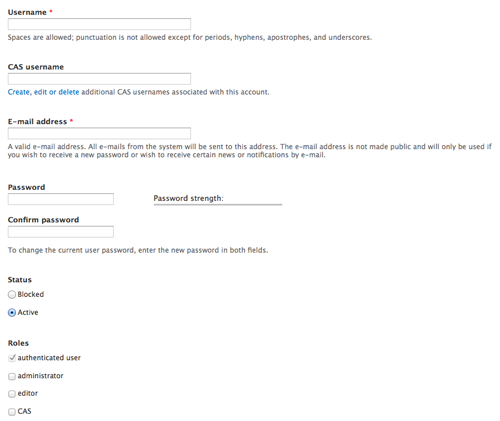 Username *
Spaces are allowed; punctuation is not allowed except for periods, hyphens, apostrophes, and underscores.
CAS username
Create, edit or delete additional CAS usernames associated with this account.
E-mail address *
A valid e-mail address. All e-mails from the system will be sent to this address. The e-mail address is not made public and will only be used if
you wish to receive a new password or wish to receive certain news or notifications by e-mail.
Password
Password strength:
Confirm password
To change the current user password, enter the new password in both fields.
Status
Blocked
Active
Roles
authenticated user
administrator
editor
CAS